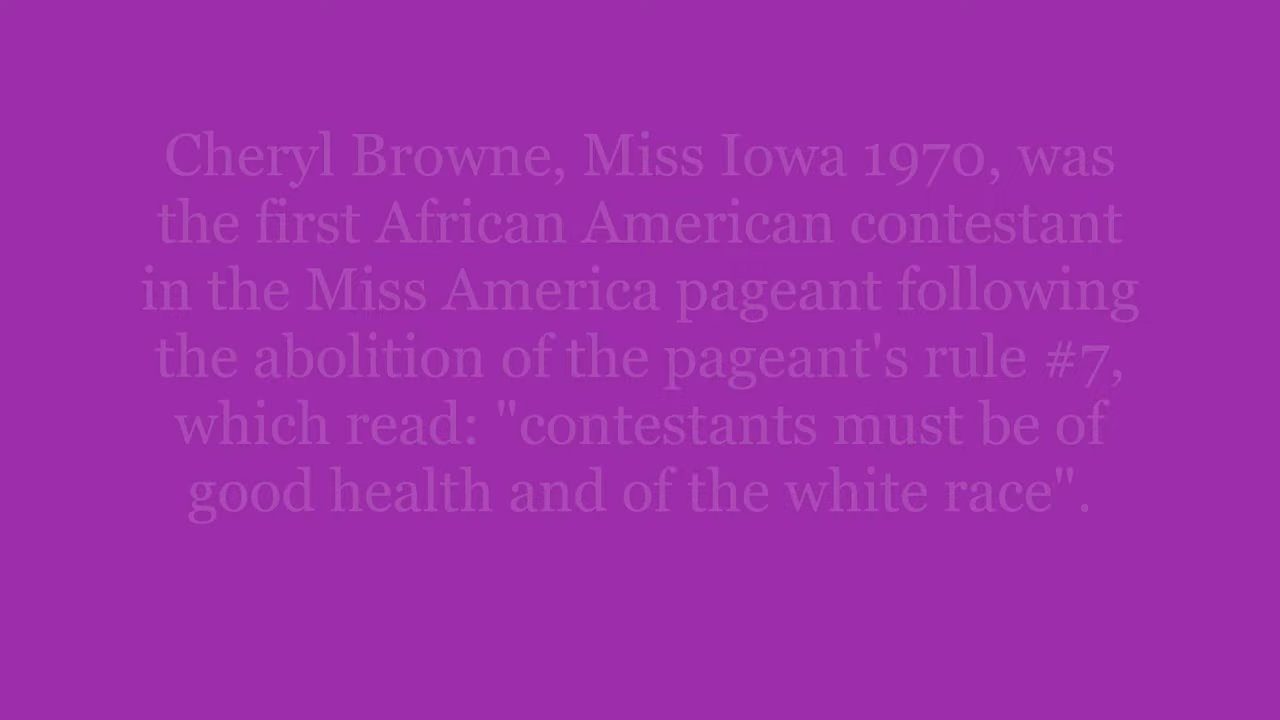 Cheryl Browne, Miss Iowa 1970, was
the first African American contestant
in the Miss America pageant following
the abolition of the pageant's rule #7,
which read: "contestants must be of
good health and of the white race".